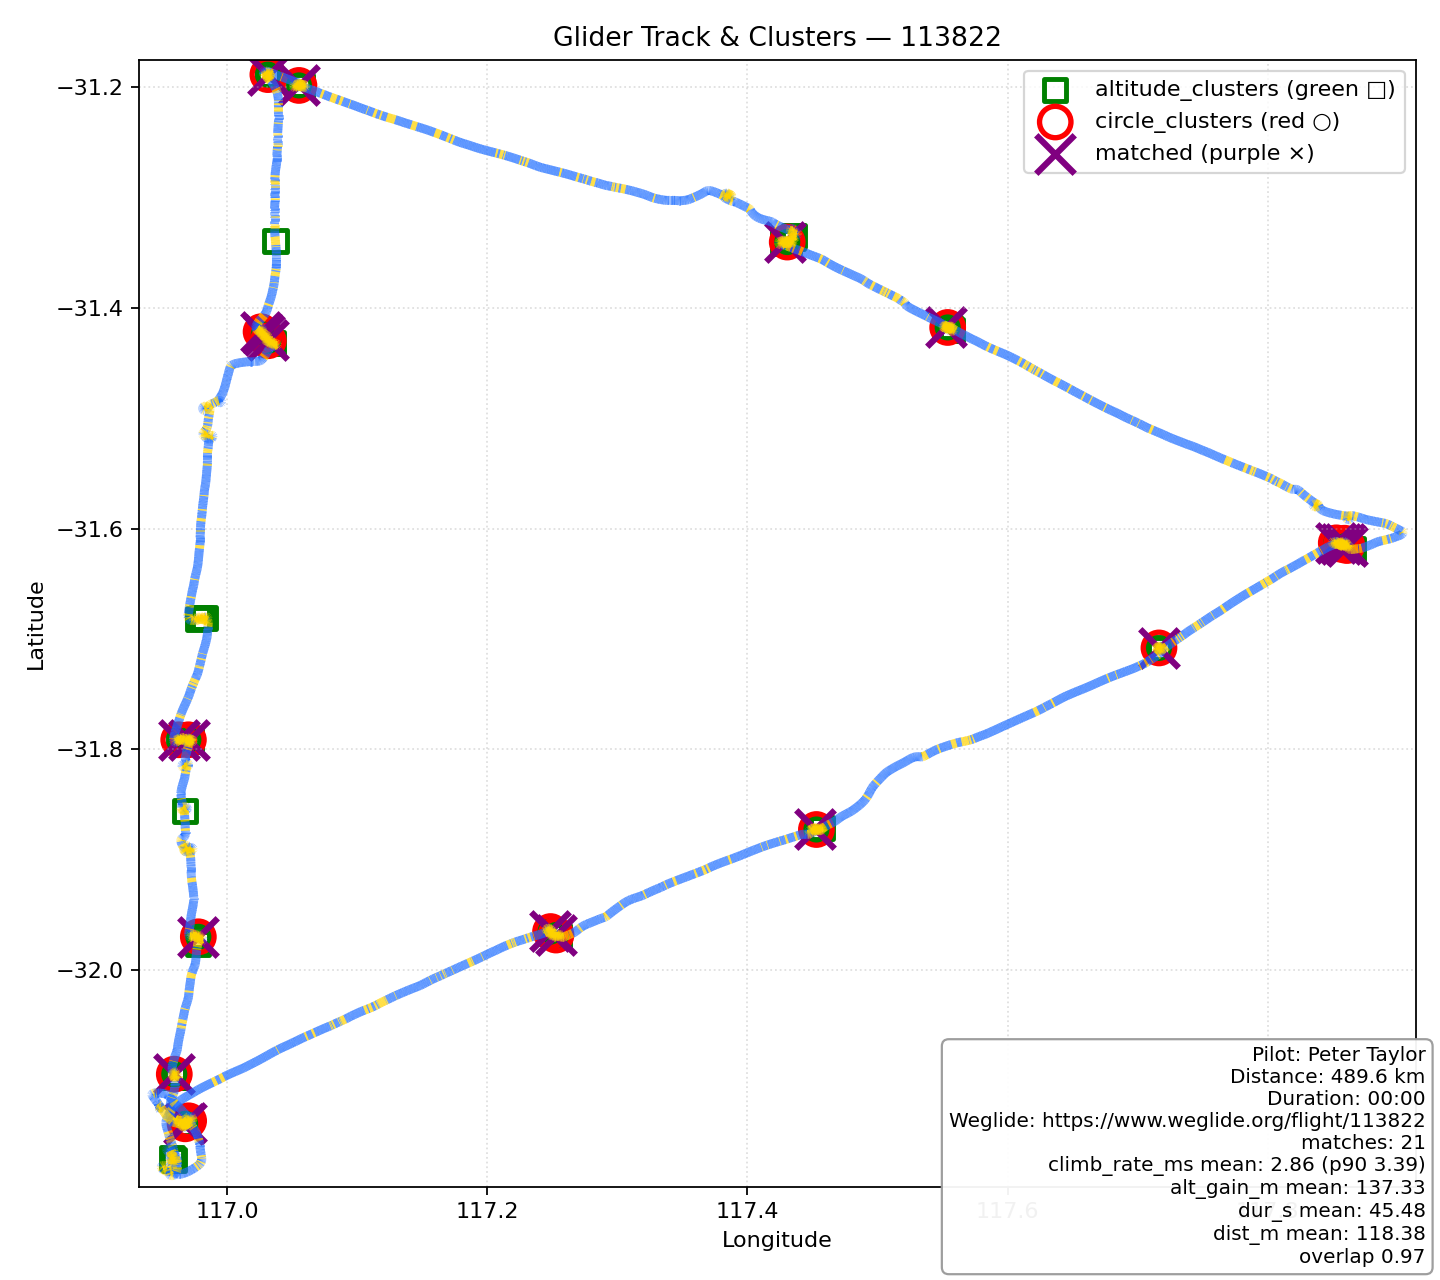 Glider Track & Clusters — 113822
altitude_clusters (green □)
circle_clusters (red ○)
matched (purple ×)
Latitude
−31.2
−31.4
−31.6
−31.8
−32.0
117.0
117.2
117.4
117.6
Longitude
Pilot: Peter Taylor
Distance: 489.6 km
Duration: 00:00
Weglide: https://www.weglide.org/flight/113822
matches: 21
climb_rate_ms mean: 2.86 (p90 3.39)
alt_gain_m mean: 137.33
dur_s mean: 45.48
dist_m mean: 118.38
overlap 0.97